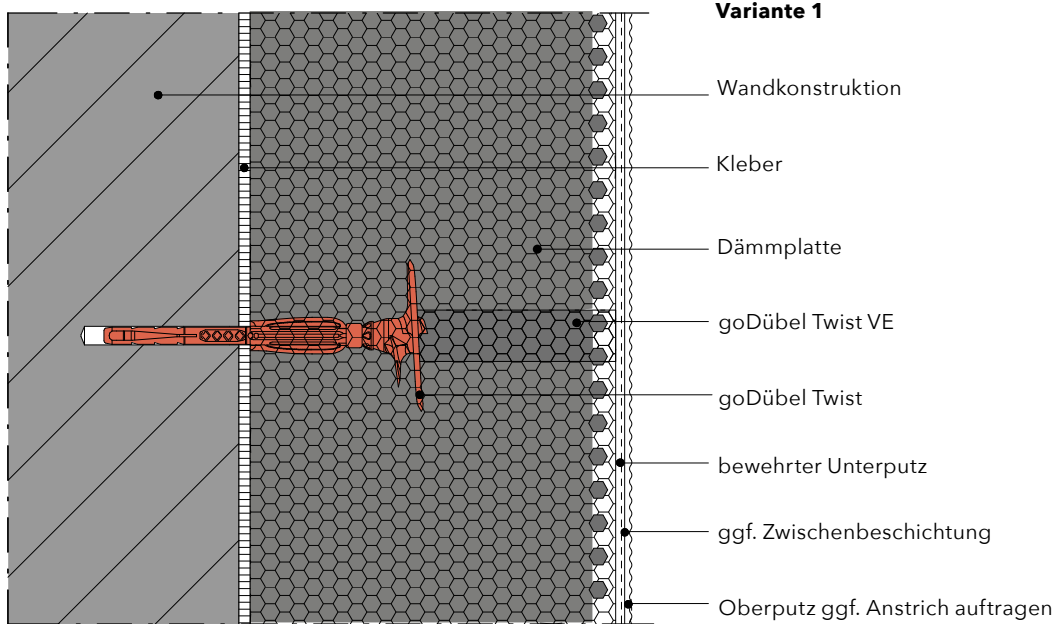 Variante 1
Wandkonstruktion
Kleber
Dämmplatte
goDübel Twist VE
goDübel Twist
bewehrter Unterputz
ggf. Zwischenbeschichtung
Oberputz ggf. Anstrich auftragen